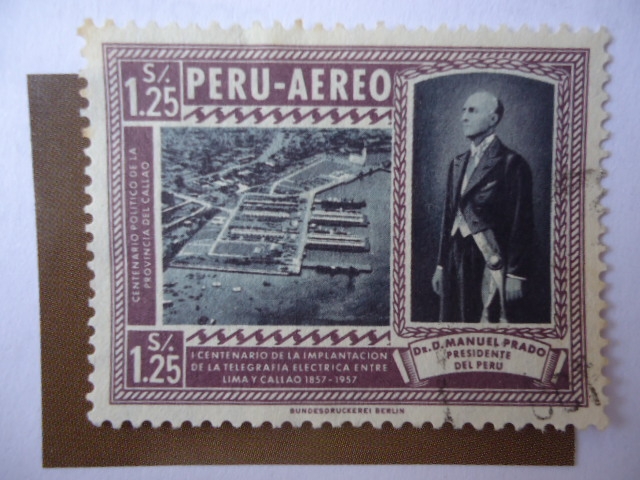 S/. 1.25
PERU-AEREO
CENTENARIO POLITICO DE LA
PROVINCIA DEL CALLAO
S/. 1.25
I CENTENARIO DE LA IMPLANTACION
DE LA TELEGRAFIA ELECTRICA ENTRE
LIMA Y CALLAO 1857-1957
DR. D. MANUEL PRADO
PRESIDENTE
DEL PERU
BUNDESDRUCKEREI BERLIN